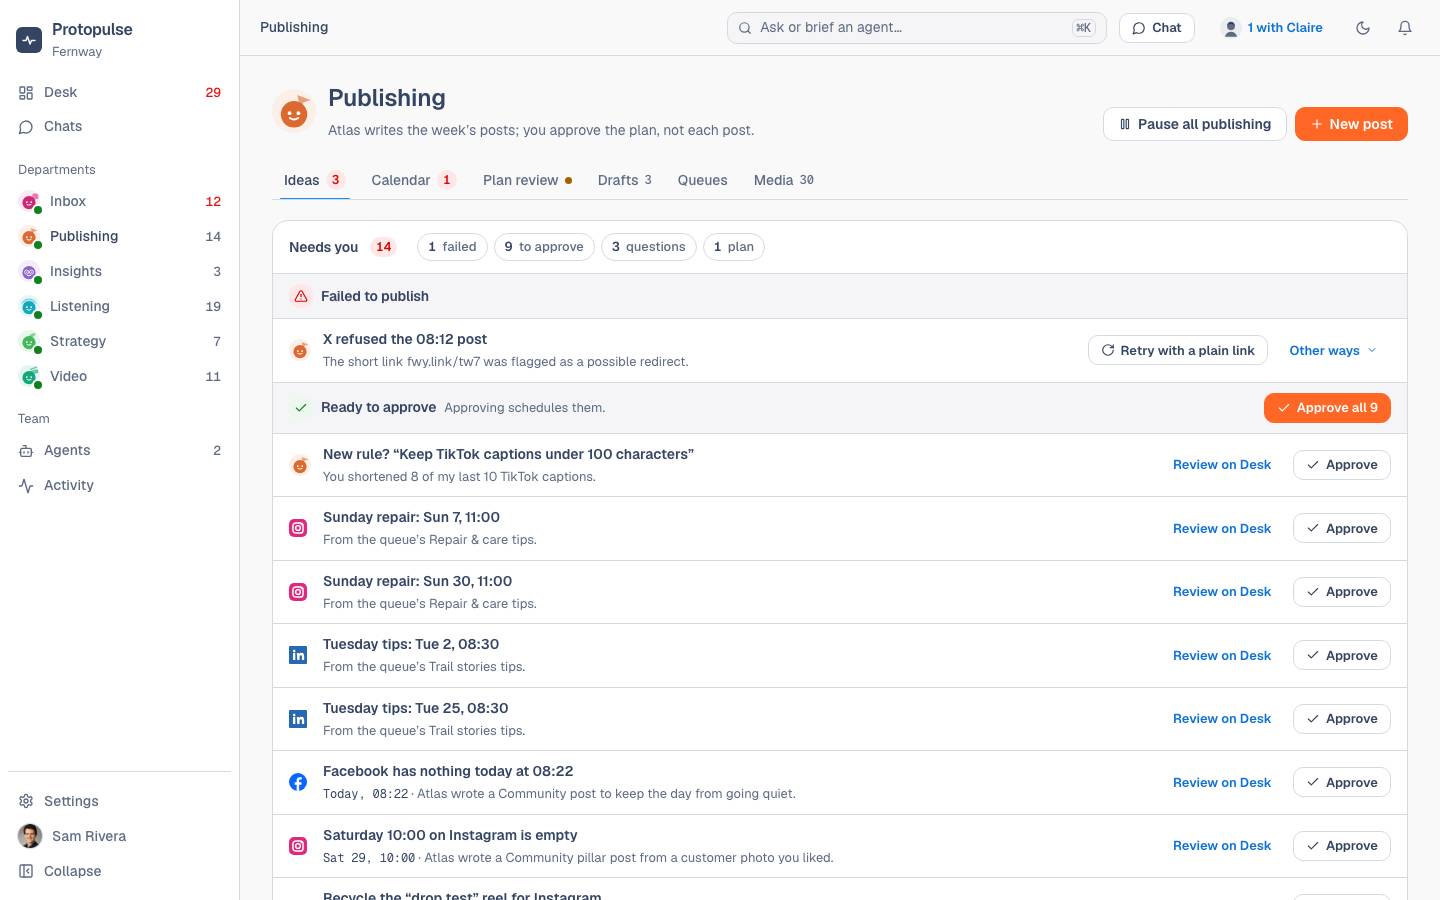 Protopulse
Fernway
Desk 29
Chats
Departments
Inbox 12
Publishing 14
Insights 3
Listening 19
Strategy 7
Video 11
Team
Agents 2
Activity
Settings
Sam Rivera
Collapse
Publishing
Ask or brief an agent… ⌘K
Chat
1 with Claire
Publishing
Atlas writes the week’s posts; you approve the plan, not each post.
Pause all publishing
New post
Ideas 3 Calendar 1 Plan review Drafts 3 Queues Media 30
Needs you 14 1 failed 9 to approve 3 questions 1 plan
Failed to publish
X refused the 08:12 post
The short link fwy.link/tw7 was flagged as a possible redirect.
Retry with a plain link Other ways
Ready to approve Approving schedules them. Approve all 9
New rule? “Keep TikTok captions under 100 characters”
You shortened 8 of my last 10 TikTok captions.
Review on Desk Approve
Sunday repair: Sun 7, 11:00
From the queue’s Repair & care tips.
Review on Desk Approve
Sunday repair: Sun 30, 11:00
From the queue’s Repair & care tips.
Review on Desk Approve
Tuesday tips: Tue 2, 08:30
From the queue’s Trail stories tips.
Review on Desk Approve
Tuesday tips: Tue 25, 08:30
From the queue’s Trail stories tips.
Review on Desk Approve
Facebook has nothing today at 08:22
Today, 08:22 · Atlas wrote a Community post to keep the day from going quiet.
Review on Desk Approve
Saturday 10:00 on Instagram is empty
Sat 29, 10:00 · Atlas wrote a Community pillar post from a customer photo you liked.
Review on Desk Approve
Recycle the “drop test” reel for Instagram